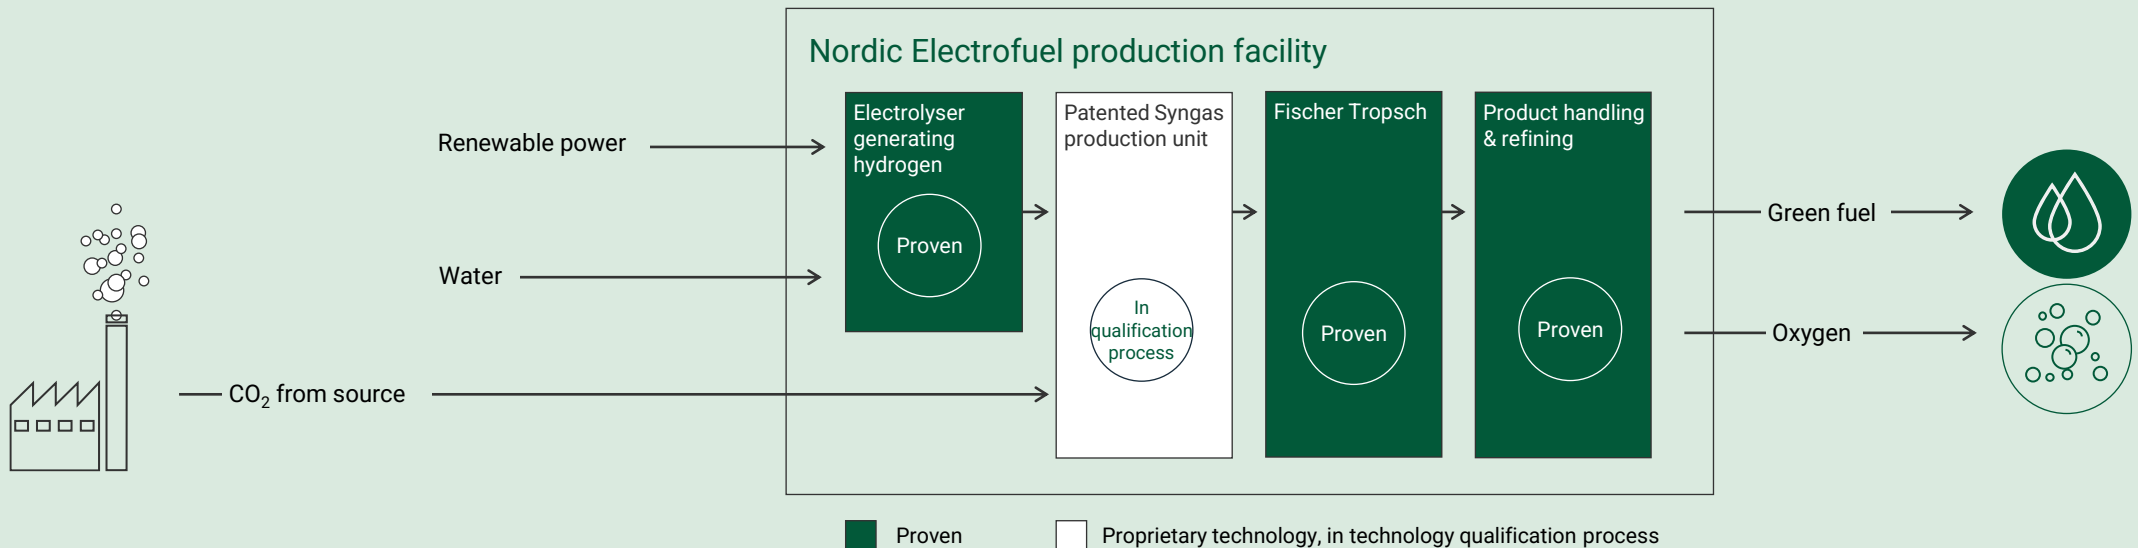 Nordic Electrofuel production facility
Renewable power
Water
CO₂ from source
Electrolyser
generating
hydrogen
Proven
Patented Syngas
production unit
In
qualification
process
Fischer Tropsch
Proven
Product handling
& refining
Proven
Green fuel
Oxygen
Proven
Proprietary technology, in technology qualification process